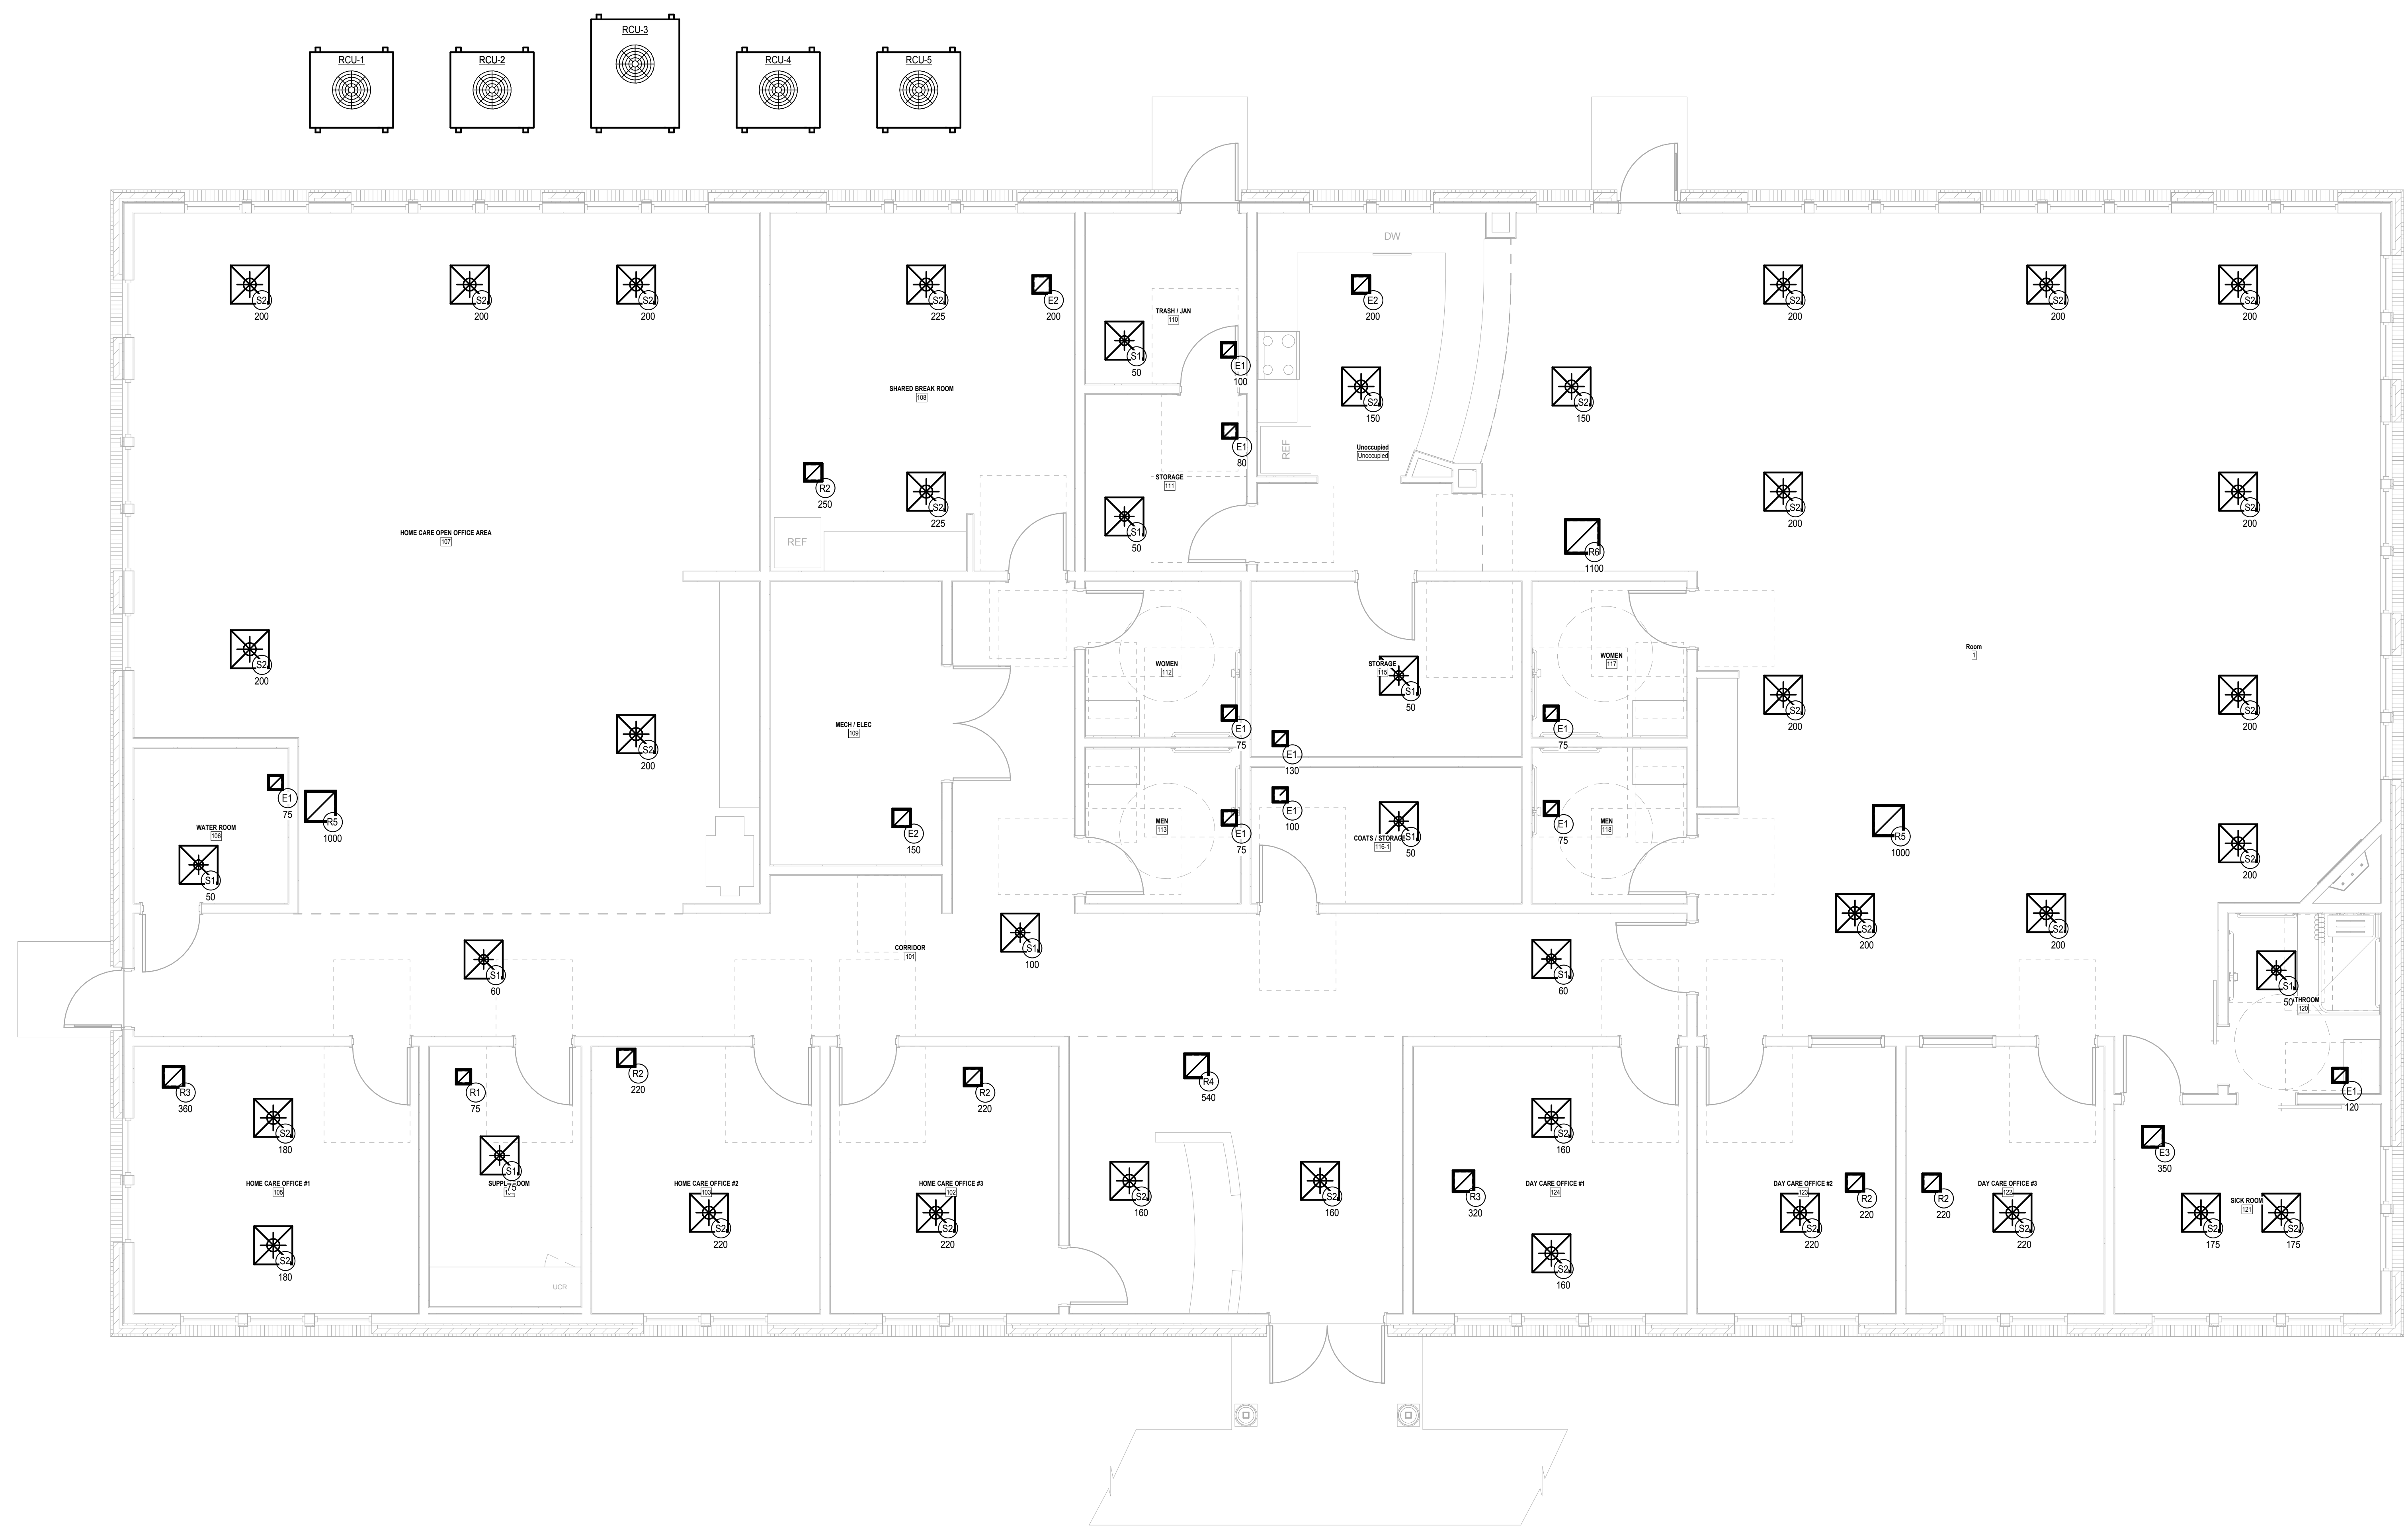 RCU-1
RCU-2
RCU-3
RCU-4
RCU-5
DW
S2
200
S2
200
S2
200
S2
225
E2
200
TRASH / JAN
110
S1
50
E1
100
E2
200
S2
200
S2
200
S2
200
SHARED BREAK ROOM
108
S2
150
S2
150
E1
80
REF
Unoccupied
Unoccupied
R2
250
S2
225
STORAGE
111
S1
50
S2
200
S2
200
HOME CARE OPEN OFFICE AREA
107
REF
R6
1100
S2
200
WOMEN
112
STORAGE
115
S1
50
WOMEN
117
Room
1
S2
200
MECH / ELEC
109
E1
75
E1
130
E1
75
S2
200
S2
200
E1
75
R5
1000
WATER ROOM
106
S1
50
E2
150
MEN
113
E1
75
E1
100
COATS / STORAGE
116-1
S1
50
E1
75
MEN
118
R5
1000
S2
200
S1
60
CORRIDOR
101
S1
100
S1
60
S2
200
S2
200
S1
50
THROOM
120
R3
360
R1
75
R2
220
R2
220
R4
540
E1
120
S2
180
S2
160
E3
350
HOME CARE OFFICE #1
105
S1
75
SUPPL OOM
HOME CARE OFFICE #2
103
S2
220
HOME CARE OFFICE #3
102
S2
220
S2
160
S2
160
R3
320
DAY CARE OFFICE #1
124
DAY CARE OFFICE #2
123
R2
220
S2
220
R2
220
DAY CARE OFFICE #3
122
S2
220
SICK ROOM
121
S2
175
S2
175
S2
180
UCR
S2
160